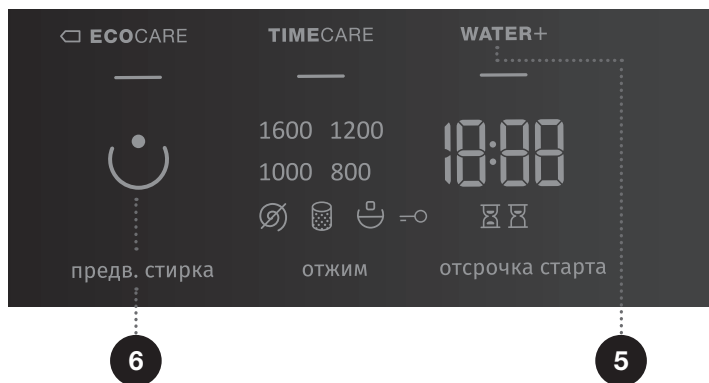 ECOCARE TIMECARE WATER+
1600 1200
1000 800
18:88
предв. стирка отжим отсрочка старта
6 5